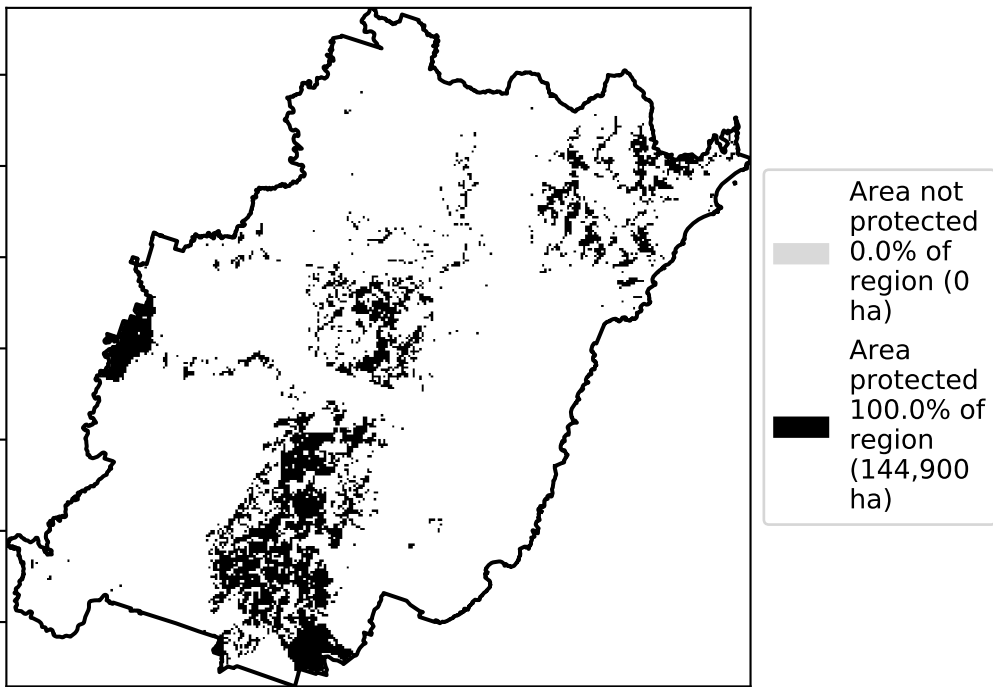 Area not
protected
0.0% of
region (0
ha)
Area
protected
100.0% of
region
(144,900
ha)